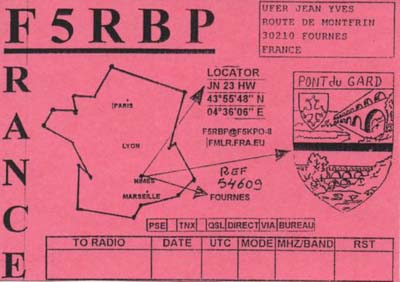 F5RBP
UFER JEAN YVES
ROUTE DE MONTFRIN
30210 FOURNES
FRANCE
FRANCE
LOCATOR
JN 23 HW
43°55'48" N
04°36'06" E
F5RBP@F5KPO-8
FMLR.FRA.EU
REF
54609
PARIS
LYON
NIMES
MARSEILLE
FOURNES
PONT du GARD
PSE TNX QSL DIRECT VIA BUREAU
TO RADIO DATE UTC MODE MHZ/BAND RST